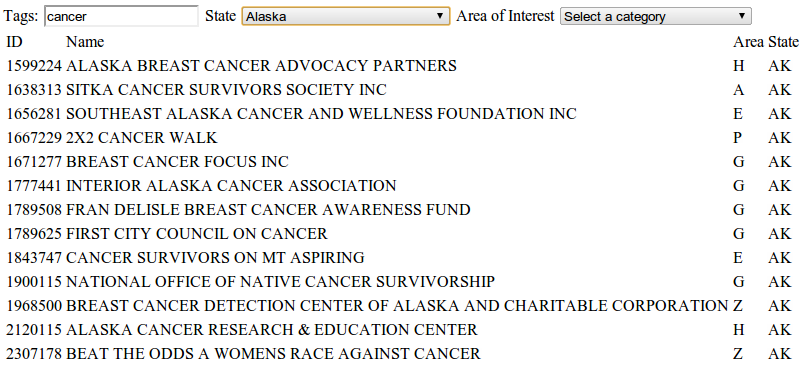 Tags: cancer State Alaska Area of Interest Select a category
ID Name Area State
1599224 ALASKA BREAST CANCER ADVOCACY PARTNERS H AK
1638313 SITKA CANCER SURVIVORS SOCIETY INC A AK
1656281 SOUTHEAST ALASKA CANCER AND WELLNESS FOUNDATION INC E AK
1667229 2X2 CANCER WALK P AK
1671277 BREAST CANCER FOCUS INC G AK
1777441 INTERIOR ALASKA CANCER ASSOCIATION G AK
1789508 FRAN DELISLE BREAST CANCER AWARENESS FUND G AK
1789625 FIRST CITY COUNCIL ON CANCER G AK
1843747 CANCER SURVIVORS ON MT ASPIRING E AK
1900115 NATIONAL OFFICE OF NATIVE CANCER SURVIVORSHIP G AK
1968500 BREAST CANCER DETECTION CENTER OF ALASKA AND CHARITABLE CORPORATION Z AK
2120115 ALASKA CANCER RESEARCH & EDUCATION CENTER H AK
2307178 BEAT THE ODDS A WOMENS RACE AGAINST CANCER Z AK